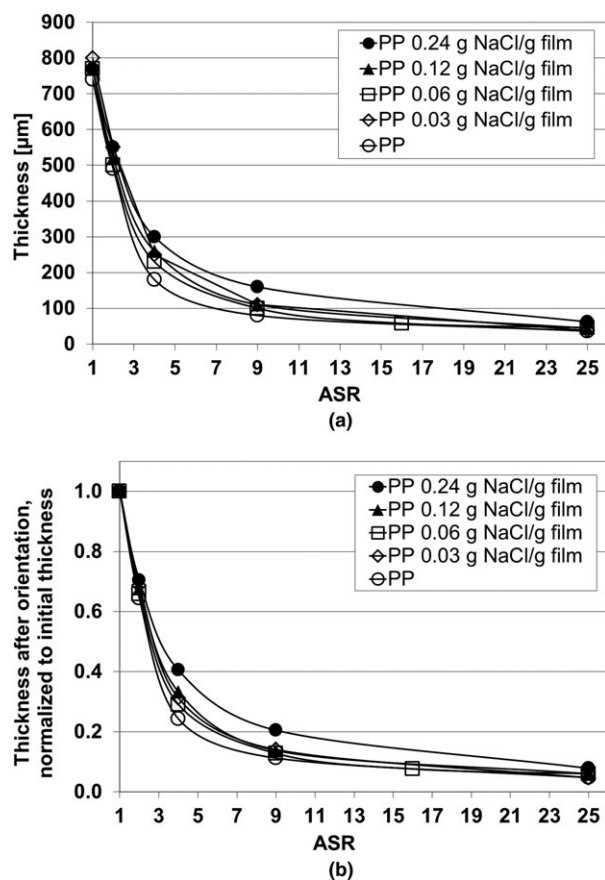 900
800
700
600
500
400
300
200
100
0
Thickness [µm]
PP 0.24 g NaCl/g film
PP 0.12 g NaCl/g film
PP 0.06 g NaCl/g film
PP 0.03 g NaCl/g film
PP
1 3 5 7 9 11 13 15 17 19 21 23 25
ASR
(a)
1.0
0.8
0.6
0.4
0.2
0.0
Thickness after orientation,
normalized to initial thickness
PP 0.24 g NaCl/g film
PP 0.12 g NaCl/g film
PP 0.06 g NaCl/g film
PP 0.03 g NaCl/g film
PP
1 3 5 7 9 11 13 15 17 19 21 23 25
ASR
(b)